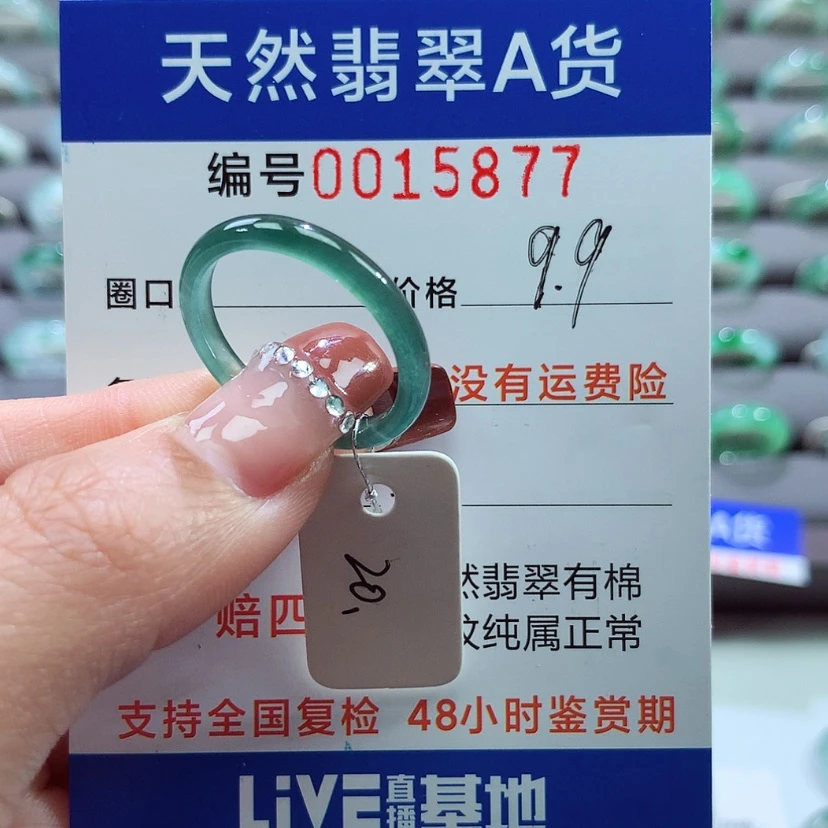 天然翡翠A货
编号0015877
圈口 价格 9.9
没有运费险
20.
然翡翠有棉
赔四 纹纯属正常
支持全国复检 48小时鉴赏期
LiVE直播基地
A货